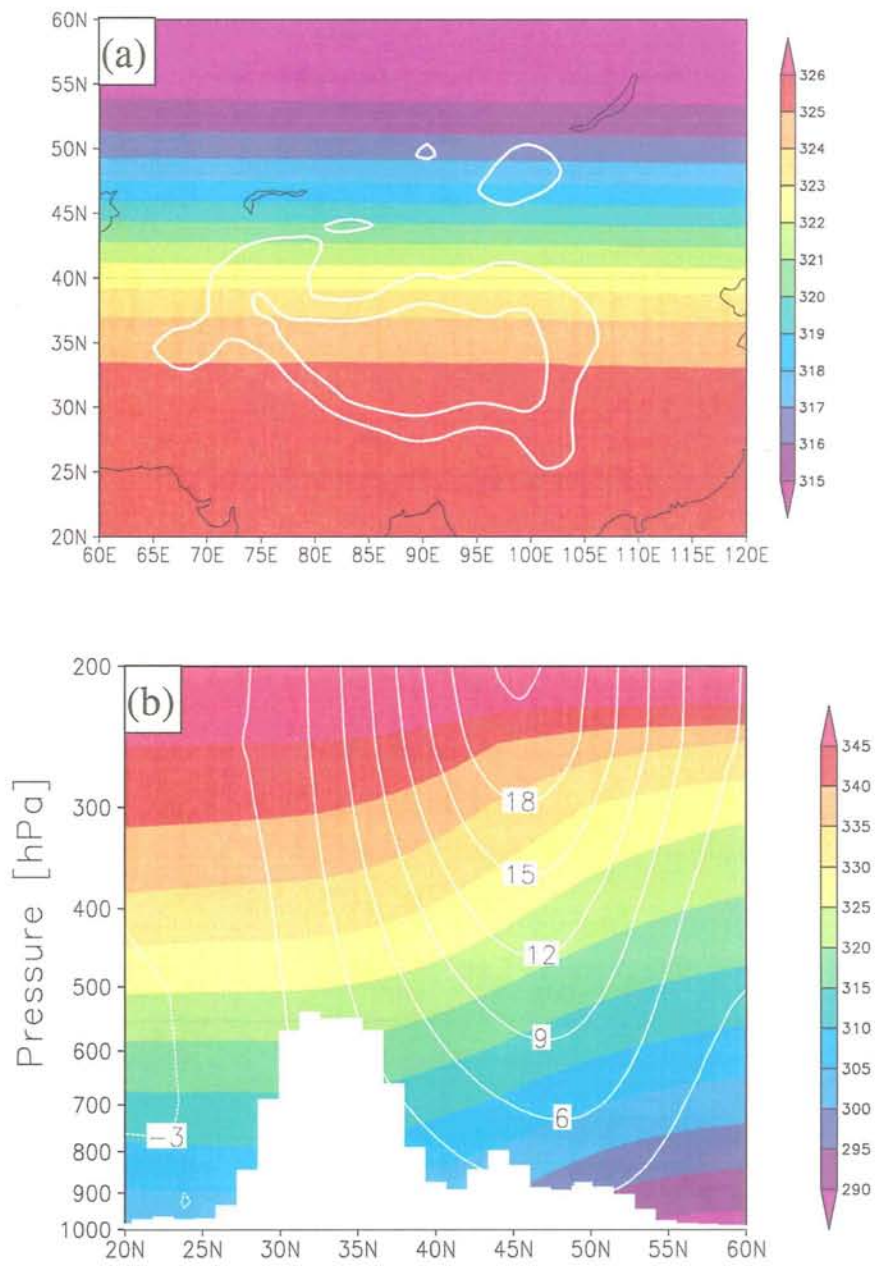 (a)
60N
55N
50N
45N
40N
35N
30N
25N
20N
60E 65E 70E 75E 80E 85E 90E 95E 100E 105E 110E 115E 120E
326
325
324
323
322
321
320
319
318
317
316
315
(b)
Pressure [hPa]
200
300
400
500
600
700
800
900
1000
20N 25N 30N 35N 40N 45N 50N 55N 60N
18
15
12
9
6
-3
345
340
335
330
325
320
315
310
305
300
295
290